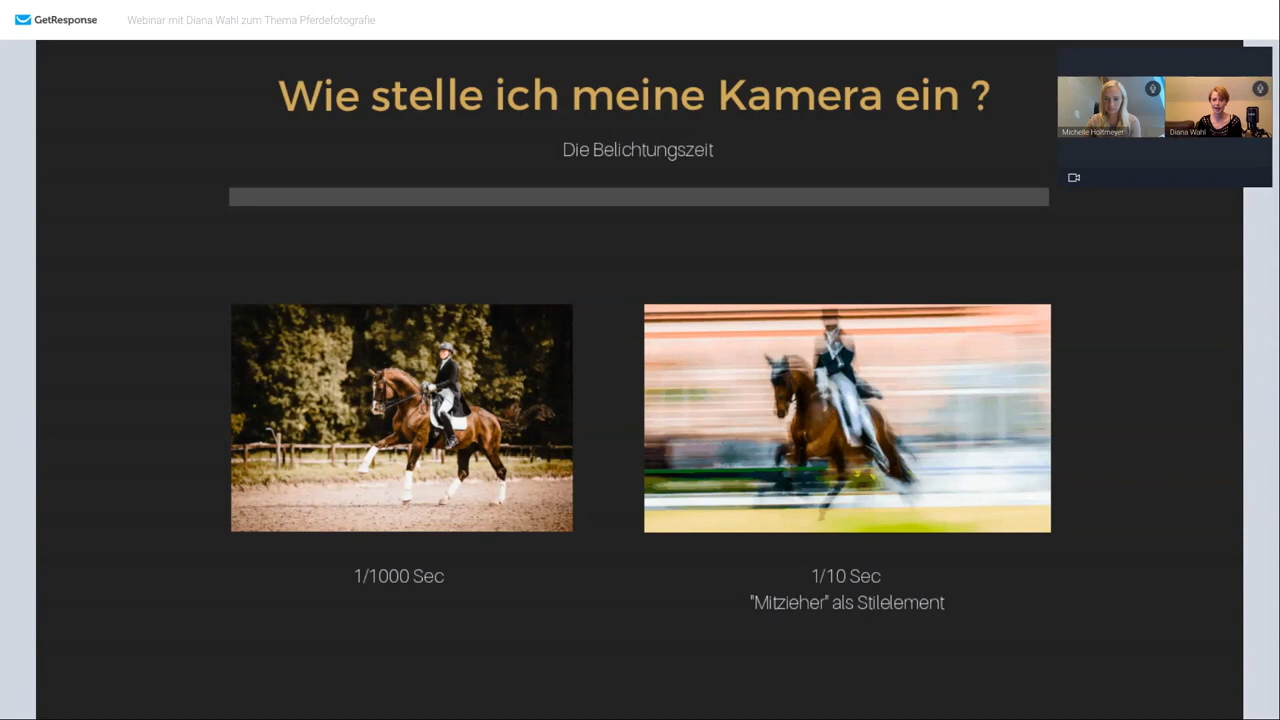 GetResponse
Webinar mit Diana Wahl zum Thema Pferdefotografie
Wie stelle ich meine Kamera ein ?
Die Belichtungszeit
Michelle Holtmeyer
Diana Wahl
1/1000 Sec
1/10 Sec
"Mitzieher" als Stilelement